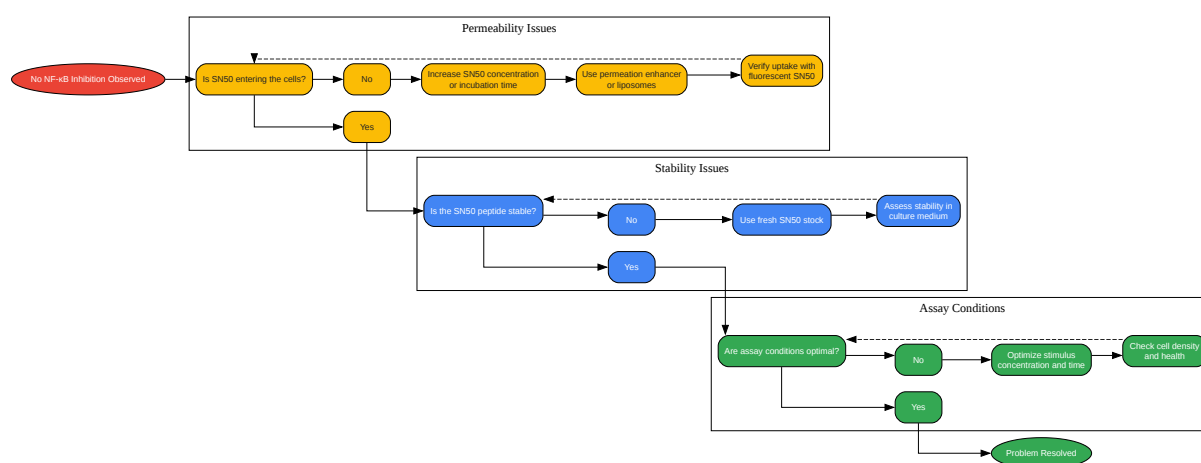 Permeability Issues
No NF-κB Inhibition Observed
Is SN50 entering the cells?
No
Increase SN50 concentration
or incubation time
Use permeation enhancer
or liposomes
Verify uptake with
fluorescent SN50
Yes
Stability Issues
Is the SN50 peptide stable?
No
Use fresh SN50 stock
Assess stability in
culture medium
Yes
Assay Conditions
Are assay conditions optimal?
No
Optimize stimulus
concentration and time
Check cell density
and health
Yes
Problem Resolved